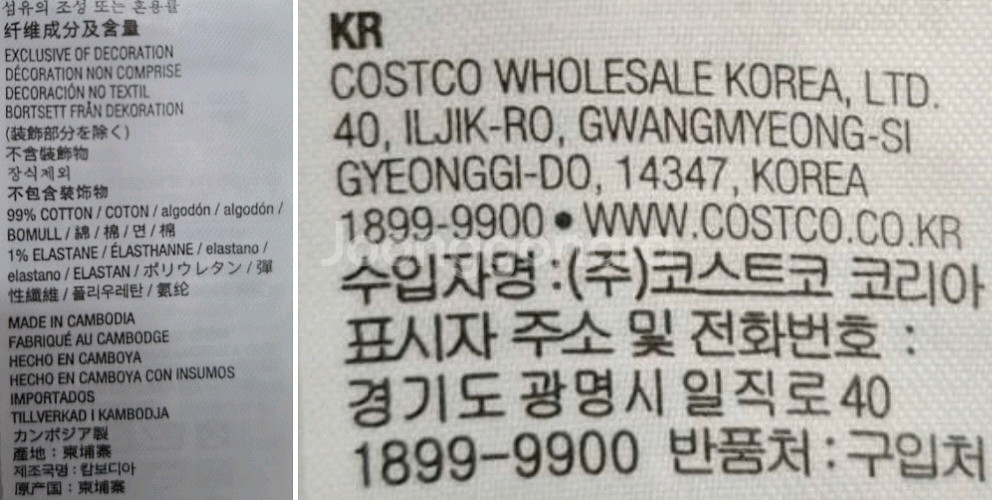 섬유의 조성 또는 혼용률
纤维成分及含量
EXCLUSIVE OF DECORATION
DÉCORATION NON COMPRISE
DECORACIÓN NO TEXTIL
BORTSETT FRÅN DEKORATION
(装飾部分を除く)
不含裝飾物
장식제외
不包含装饰物
99% COTTON / COTON / algodón / algodón /
BOMULL / 綿 / 棉 / 면 / 棉
1% ELASTANE / ÉLASTHANNE / elastano /
elastano / ELASTAN / ポリウレタン / 彈
性纖維 / 폴리우레탄 / 氨纶
MADE IN CAMBODIA
FABRIQUÉ AU CAMBODGE
HECHO EN CAMBOYA
HECHO EN CAMBOYA CON INSUMOS
IMPORTADOS
TILLVERKAD I KAMBODJA
カンボジア製
產地：柬埔寨
제조국명 : 캄보디아
原产国：柬埔寨
KR
COSTCO WHOLESALE KOREA, LTD.
40, ILJIK-RO, GWANGMYEONG-SI
GYEONGGI-DO, 14347, KOREA
1899-9900 • WWW.COSTCO.CO.KR
수입자명 : (주)코스트코 코리아
표시자 주소 및 전화번호 :
경기도 광명시 일직로 40
1899-9900 반품처 : 구입처